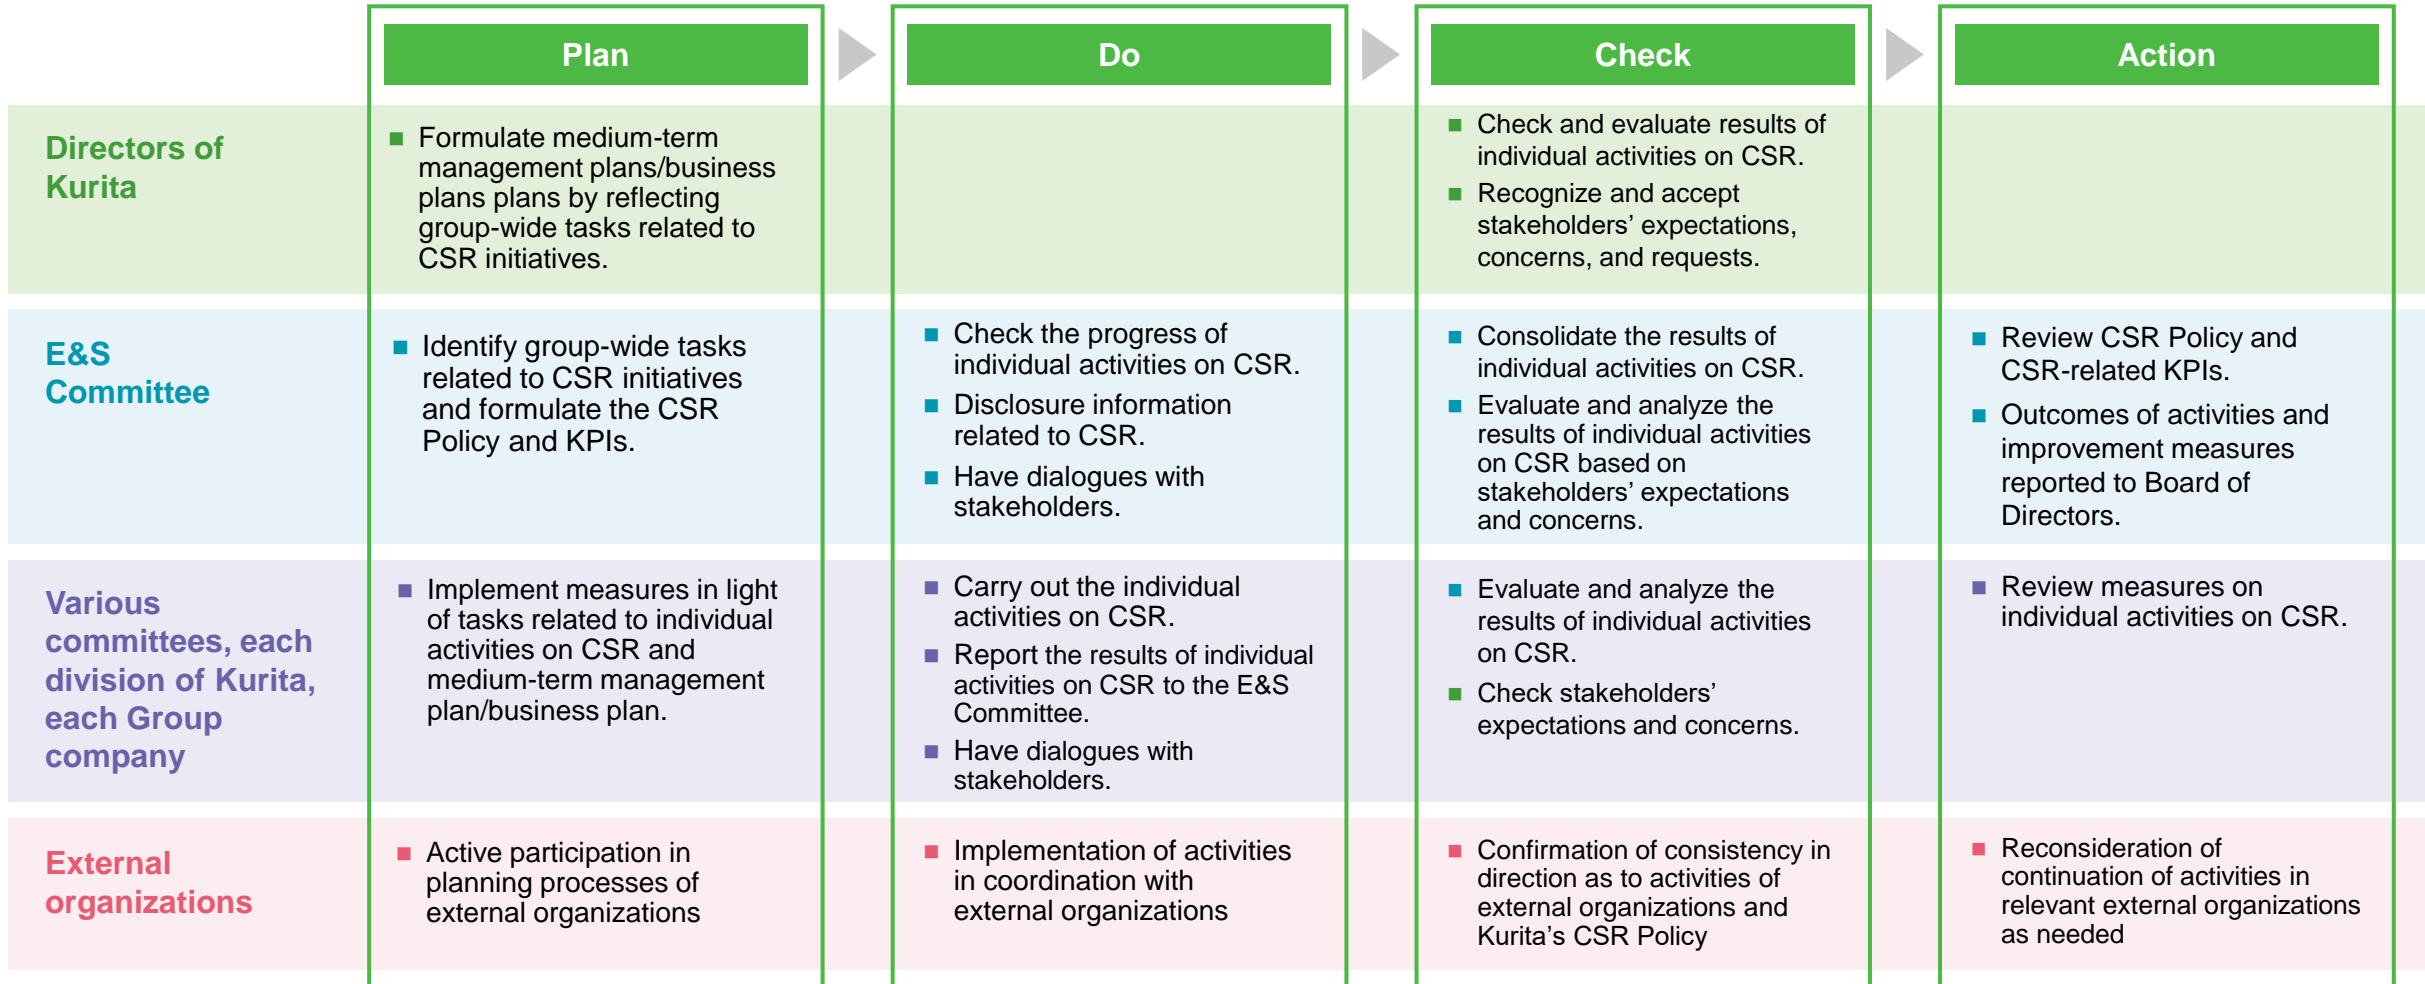 Plan
Do
Check
Action
Directors of
Kurita
■ Formulate medium-term
management plans/business
plans plans by reflecting
group-wide tasks related to
CSR initiatives.
■ Check and evaluate results of
individual activities on CSR.
■ Recognize and accept
stakeholders’ expectations,
concerns, and requests.
E&S
Committee
■ Identify group-wide tasks
related to CSR initiatives
and formulate the CSR
Policy and KPIs.
■ Check the progress of
individual activities on CSR.
■ Disclosure information
related to CSR.
■ Have dialogues with
stakeholders.
■ Consolidate the results of
individual activities on CSR.
■ Evaluate and analyze the
results of individual activities
on CSR based on
stakeholders’ expectations
and concerns.
■ Review CSR Policy and
CSR-related KPIs.
■ Outcomes of activities and
improvement measures
reported to Board of
Directors.
Various
committees, each
division of Kurita,
each Group
company
■ Implement measures in light
of tasks related to individual
activities on CSR and
medium-term management
plan/business plan.
■ Carry out the individual
activities on CSR.
■ Report the results of individual
activities on CSR to the E&S
Committee.
■ Have dialogues with
stakeholders.
■ Evaluate and analyze the
results of individual activities
on CSR.
■ Check stakeholders’
expectations and concerns.
■ Review measures on
individual activities on CSR.
External
organizations
■ Active participation in
planning processes of
external organizations
■ Implementation of activities
in coordination with
external organizations
■ Confirmation of consistency in
direction as to activities of
external organizations and
Kurita’s CSR Policy
■ Reconsideration of
continuation of activities in
relevant external organizations
as needed